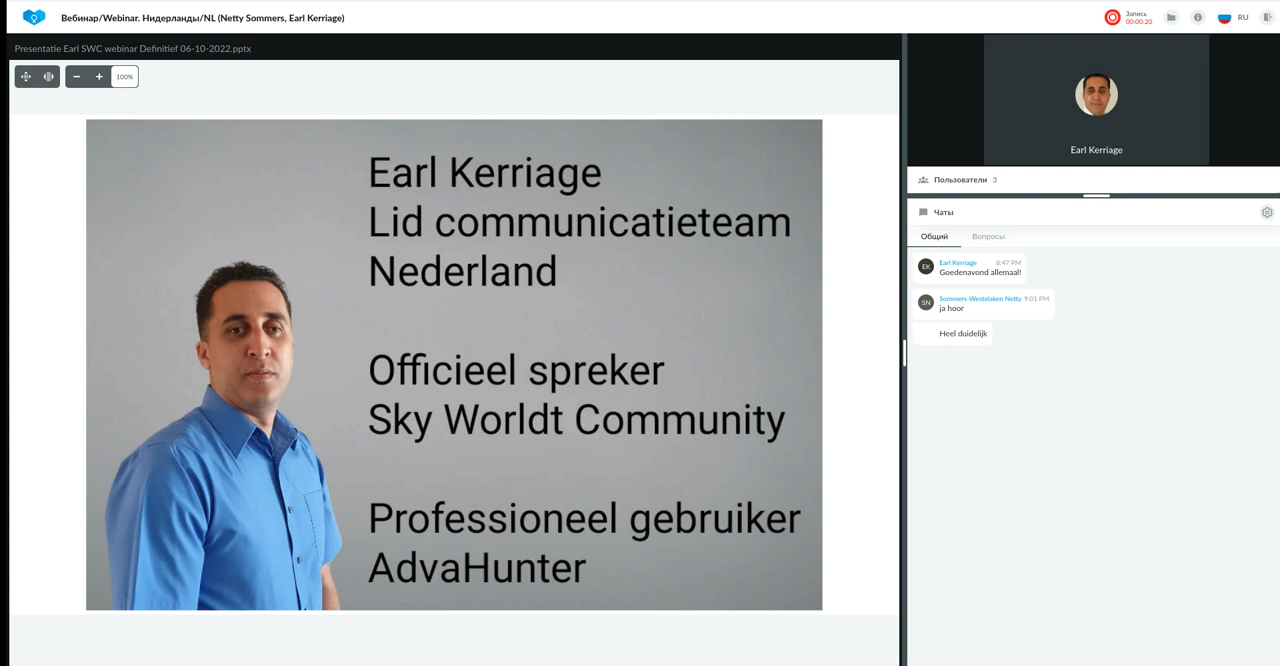 Вебинар/Webinar. Нидерланды/NL (Netty Sommers, Earl Kerriage)
Запись
00:00:20
RU
Presentatie Earl SWC webinar Definitief 06-10-2022.pptx
100%
Earl Kerriage
Lid communicatieteam
Nederland
Officieel spreker
Sky Worldt Community
Professioneel gebruiker
AdvaHunter
Earl Kerriage
Пользователи 3
Чаты
Общий Вопросы
EK
Earl Kerriage 8:47 PM
Goedenavond allemaal!
SN
Sommers-Westelaken Netty 9:01 PM
ja hoor
Heel duidelijk